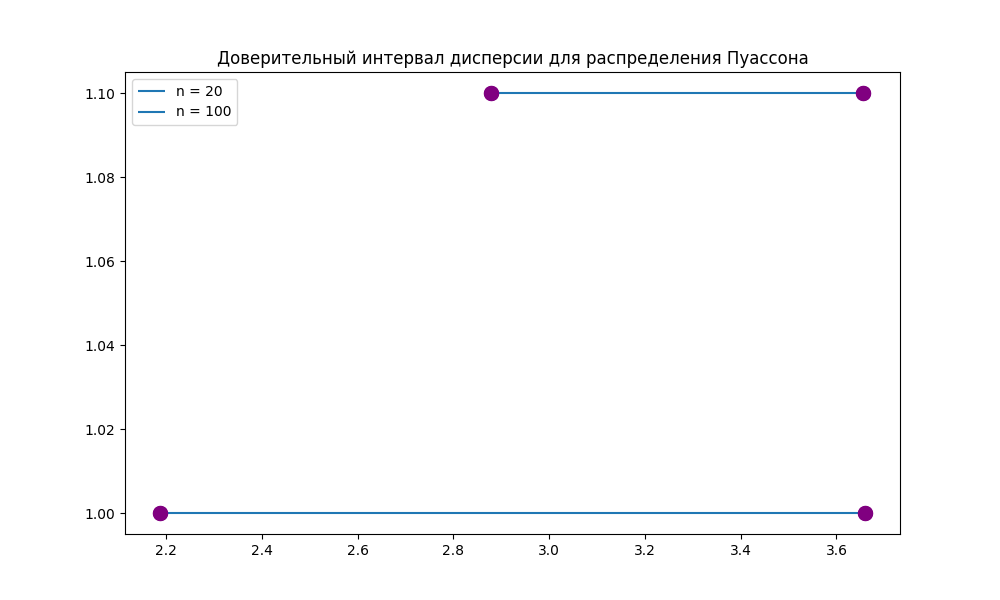 Доверительный интервал дисперсии для распределения Пуассона
n = 20
n = 100
1.10
1.08
1.06
1.04
1.02
1.00
2.2 2.4 2.6 2.8 3.0 3.2 3.4 3.6